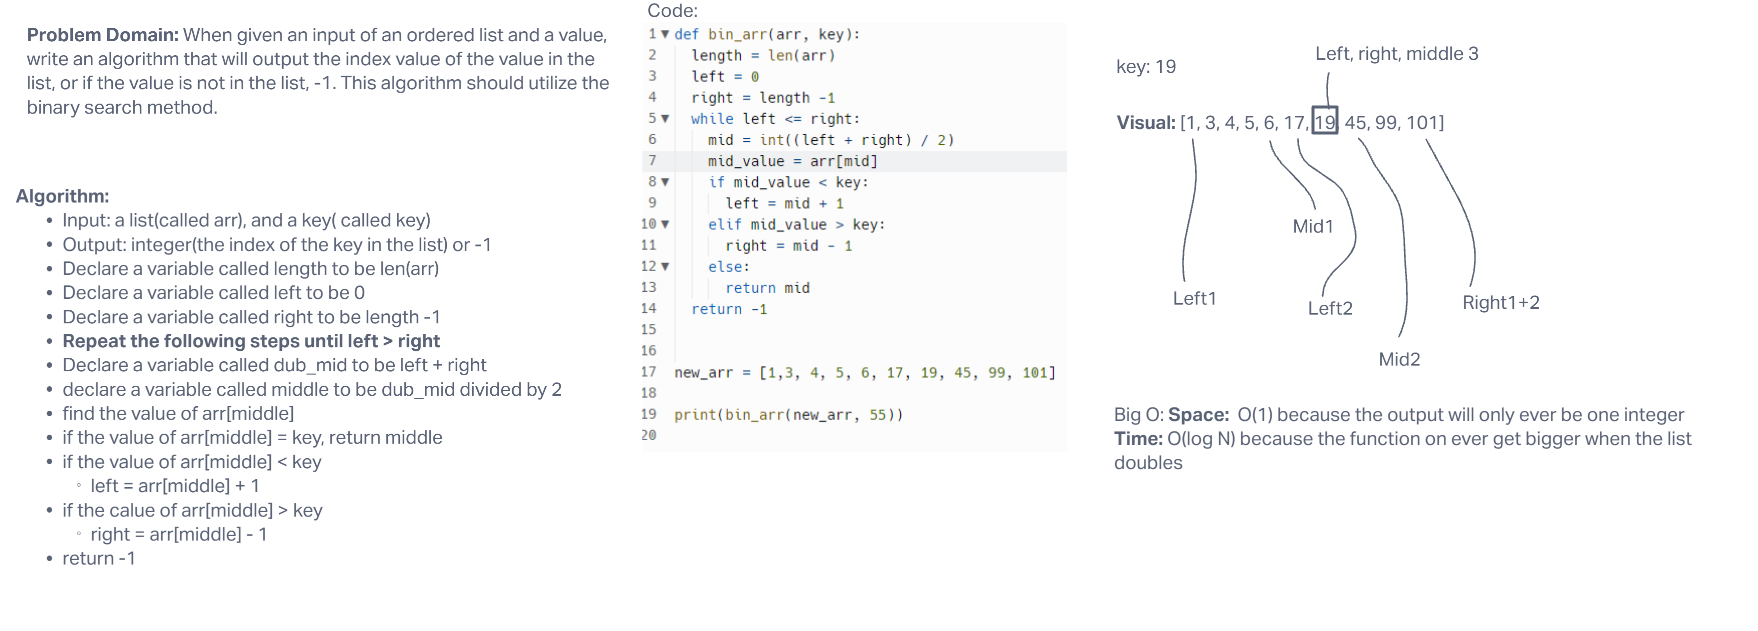 Problem Domain: When given an input of an ordered list and a value,
write an algorithm that will output the index value of the value in the
list, or if the value is not in the list, -1. This algorithm should utilize the
binary search method.
Algorithm:
• Input: a list(called arr), and a key( called key)
• Output: integer(the index of the key in the list) or -1
• Declare a variable called length to be len(arr)
• Declare a variable called left to be 0
• Declare a variable called right to be length -1
• Repeat the following steps until left > right
• Declare a variable called dub_mid to be left + right
• declare a variable called middle to be dub_mid divided by 2
• find the value of arr[middle]
• if the value of arr[middle] = key, return middle
• if the value of arr[middle] < key
◦ left = arr[middle] + 1
• if the calue of arr[middle] > key
◦ right = arr[middle] - 1
• return -1
Code:
1 ▼ def bin_arr(arr, key):
2 length = len(arr)
3 left = 0
4 right = length -1
5 ▼ while left <= right:
6 mid = int((left + right) / 2)
7 mid_value = arr[mid]
8 ▼ if mid_value < key:
9 left = mid + 1
10 ▼ elif mid_value > key:
11 right = mid - 1
12 ▼ else:
13 return mid
14 return -1
15
16
17 new_arr = [1,3, 4, 5, 6, 17, 19, 45, 99, 101]
18
19 print(bin_arr(new_arr, 55))
20
Left, right, middle 3
key: 19
Visual: [1, 3, 4, 5, 6, 17, 19, 45, 99, 101]
Mid1
Left1
Left2
Right1+2
Mid2
Big O: Space: O(1) because the output will only ever be one integer
Time: O(log N) because the function on ever get bigger when the list
doubles